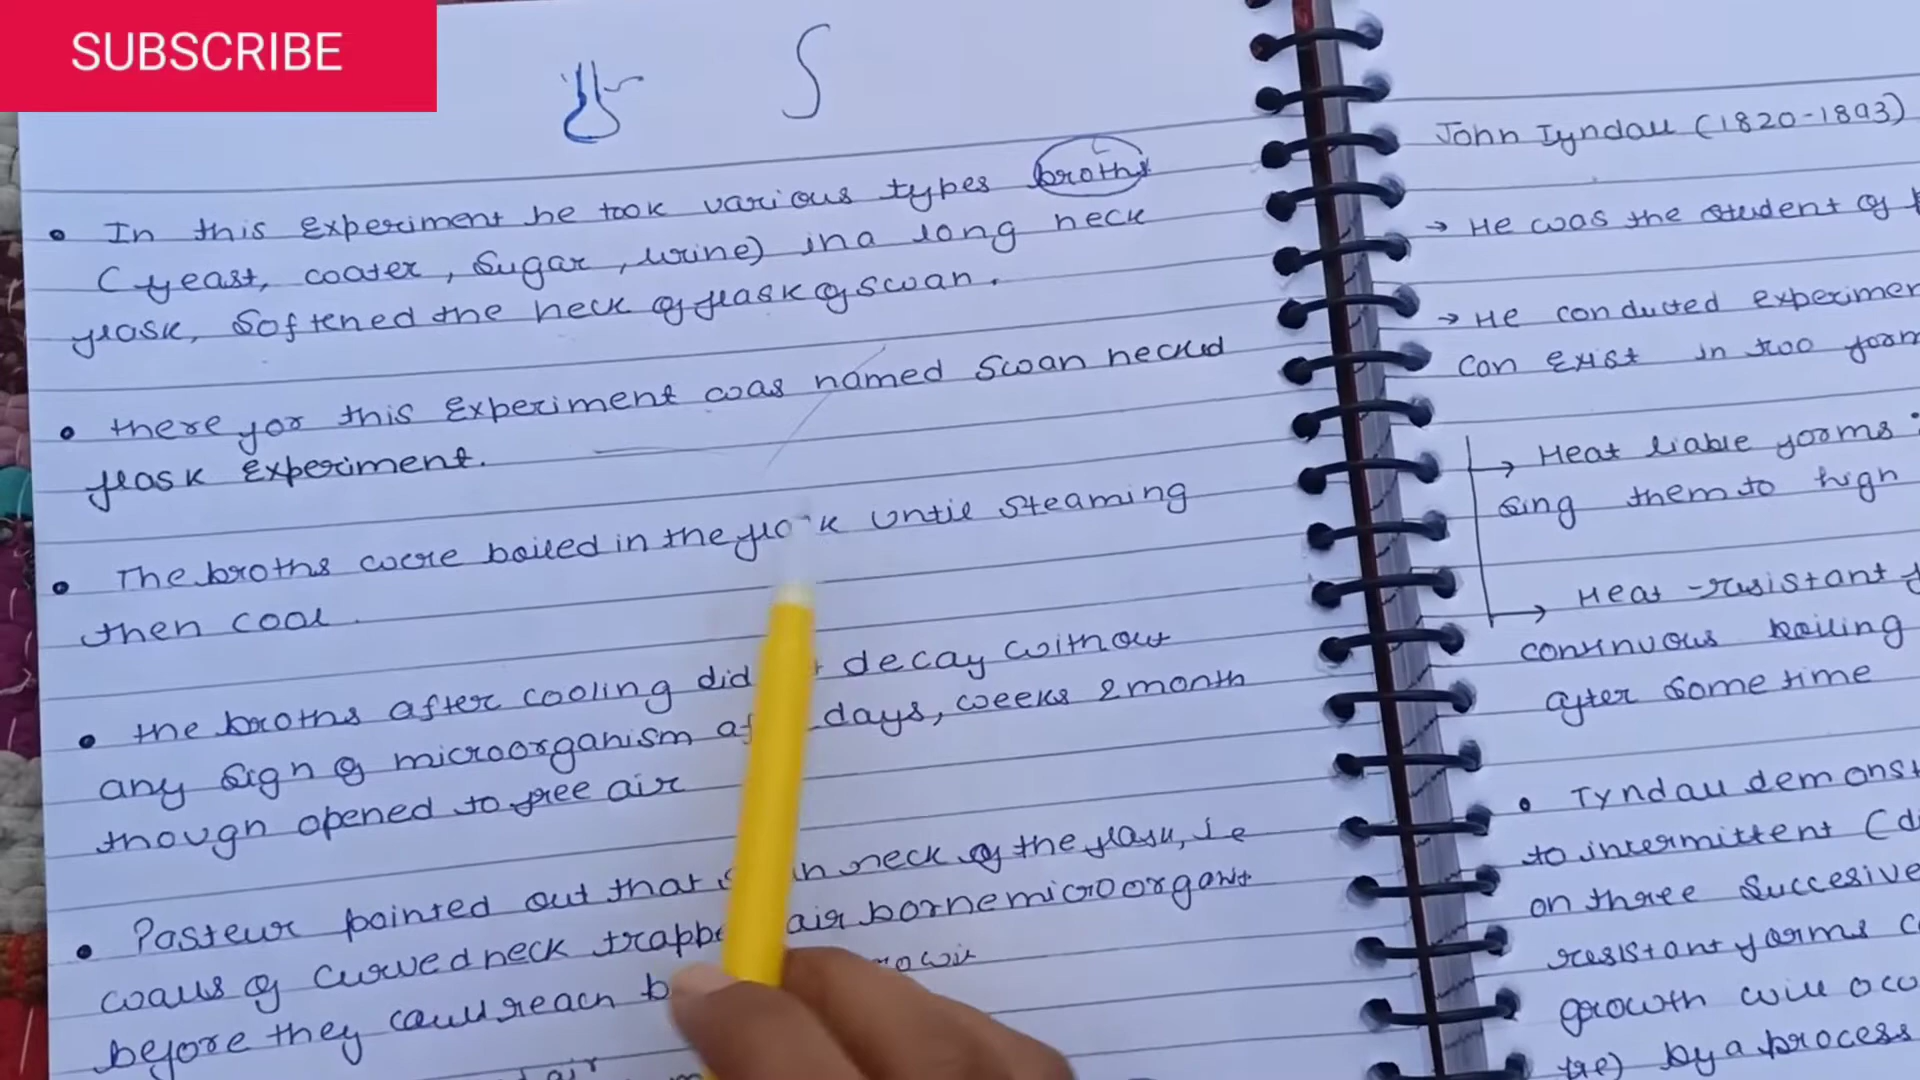 SUBSCRIBE
• In this experiment he took various types broths
(yeast, water, sugar, urine) in a long neck
flask, Softened the neck of flask of swan.
• there for this experiment was named Swan necked
flask experiment.
• The broths were boiled in the until steaming
then cool.
• the broths after cooling did decay without
any sign of microorganism days, weeks & month
though opened to free air
• Pasteur pointed out that neck of the flask, i.e
walls of curved neck air borne microorgant
before they could reach
air
John Tyndall (1820-1893)
→ He was the student of
→ He conducted
can exist in two
→ Heat liable forms
sing them to high
→ Heat-resistant
continuous boiling
after some time
• Tyndall
to intermittent
on three succesive
resistant forms
growth will
by a process